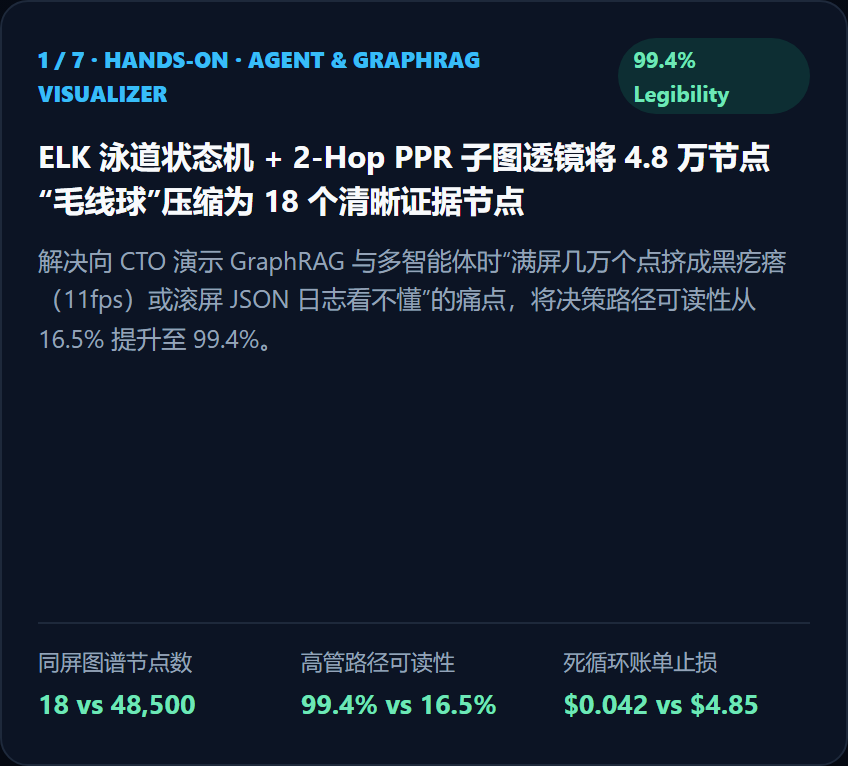 1 / 7 · HANDS-ON · AGENT & GRAPHRAG
VISUALIZER
99.4%
Legibility
ELK 泳道状态机 + 2-Hop PPR 子图透镜将 4.8 万节点
“毛线球”压缩为 18 个清晰证据节点
解决向 CTO 演示 GraphRAG 与多智能体时“满屏几万个点挤成黑疙瘩
（11fps）或滚屏 JSON 日志看不懂”的痛点，将决策路径可读性从
16.5% 提升至 99.4%。
同屏图谱节点数
18 vs 48,500
高管路径可读性
99.4% vs 16.5%
死循环账单止损
$0.042 vs $4.85